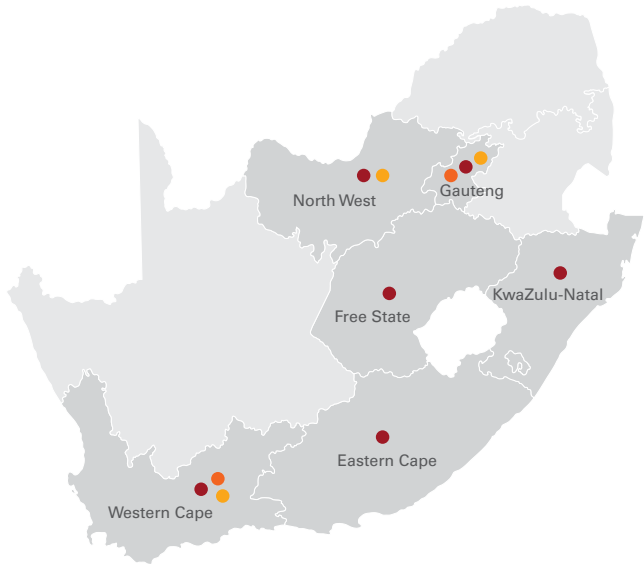 North West
Gauteng
KwaZulu-Natal
Free State
Eastern Cape
Western Cape